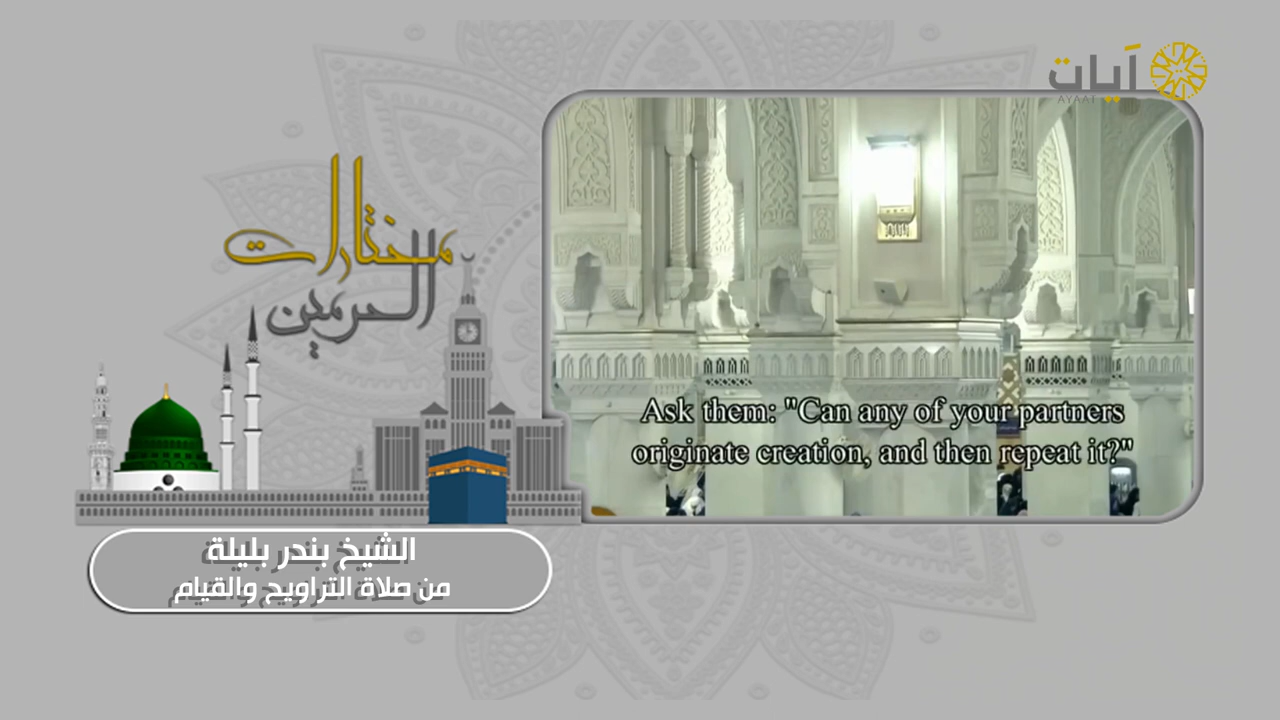 آيات
AYAAT
مختارات
الحرمين
Ask them: "Can any of your partners
originate creation, and then repeat it?"
الشيخ بندر بليلة
من صلاة التراويح والقيام